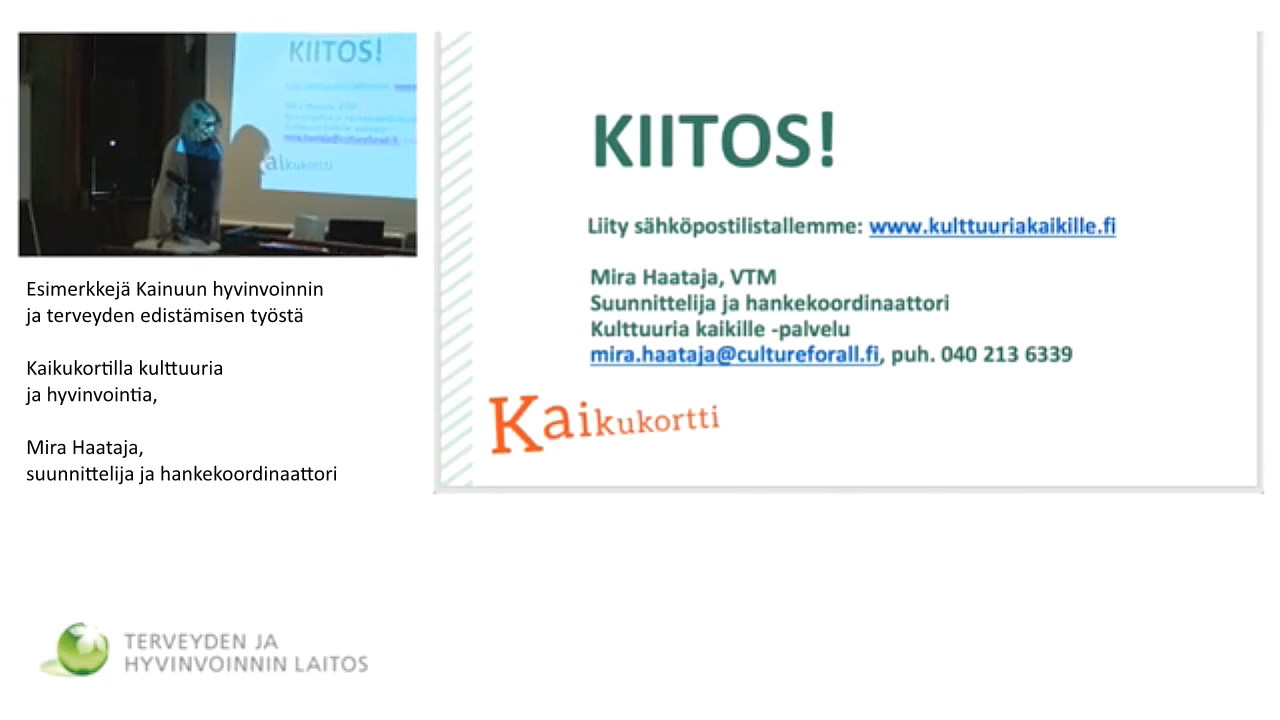 KIITOS!
Kaikukortti
Esimerkkejä Kainuun hyvinvoinnin
ja terveyden edistämisen työstä
Kaikukortilla kulttuuria
ja hyvinvointia,
Mira Haataja,
suunnittelija ja hankekoordinaattori
KIITOS!
Liity sähköpostilistallemme: www.kulttuuriakaikille.fi
Mira Haataja, VTM
Suunnittelija ja hankekoordinaattori
Kulttuuria kaikille -palvelu
mira.haataja@cultureforall.fi, puh. 040 213 6339
Kaikukortti
TERVEYDEN JA
HYVINVOINNIN LAITOS